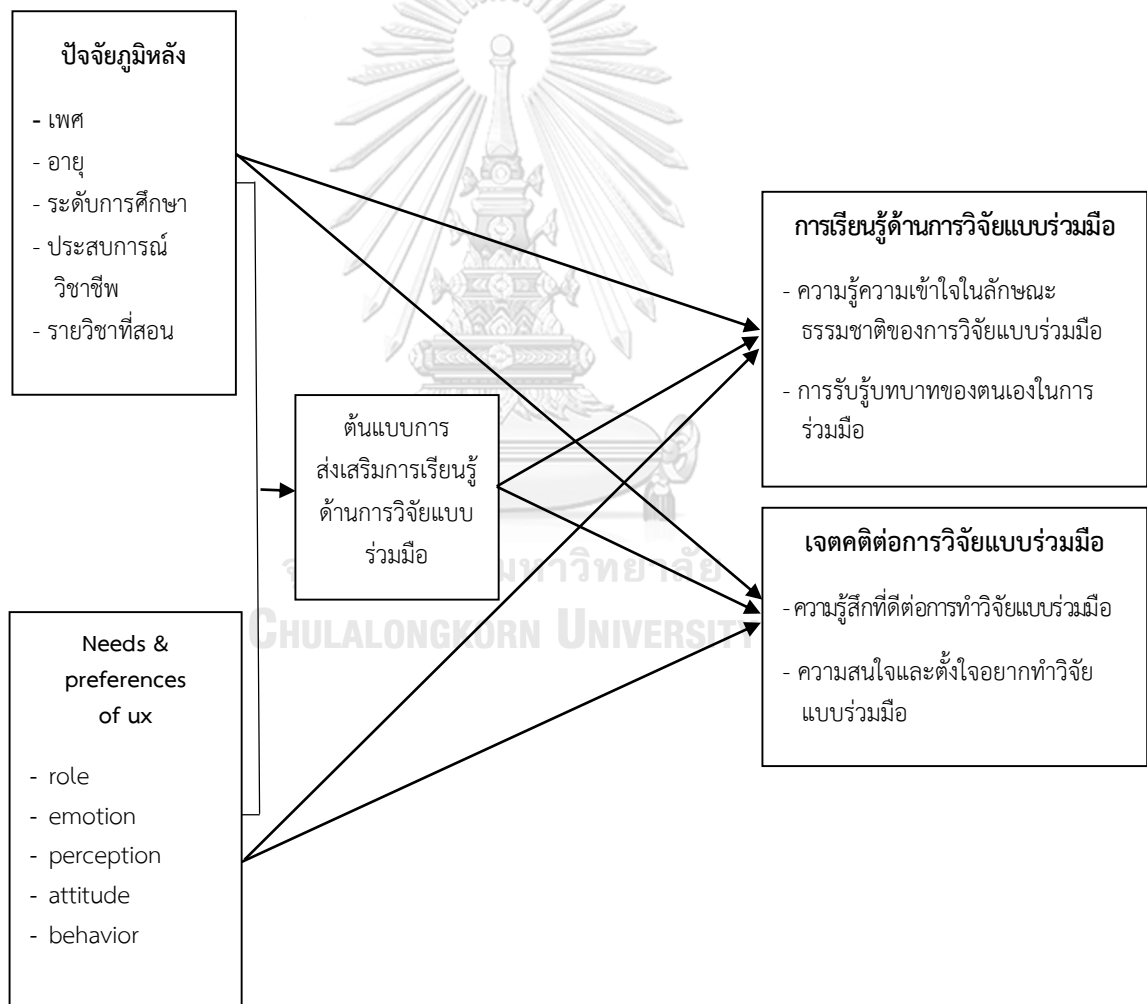 ปัจจัยภูมิหลัง
- เพศ
- อายุ
- ระดับการศึกษา
- ประสบการณ์
วิชาชีพ
- รายวิชาที่สอน
การเรียนรู้ด้านการวิจัยแบบร่วมมือ
- ความรู้ความเข้าใจในลักษณะ
ธรรมชาติของการวิจัยแบบร่วมมือ
- การรับรู้บทบาทของตนเองในการ
ร่วมมือ
ต้นแบบการ
ส่งเสริมการเรียนรู้
ด้านการวิจัยแบบ
ร่วมมือ
เจตคติต่อการวิจัยแบบร่วมมือ
-ความรู้สึกที่ดีต่อการทำวิจัยแบบร่วมมือ
- ความสนใจและตั้งใจอยากทำวิจัย
แบบร่วมมือ
มหาวิทยาลัย
CHULALONGKORN UNIVERSITY
Needs &
preferences
of ux
- role
- emotion
- perception
- attitude
- behavior